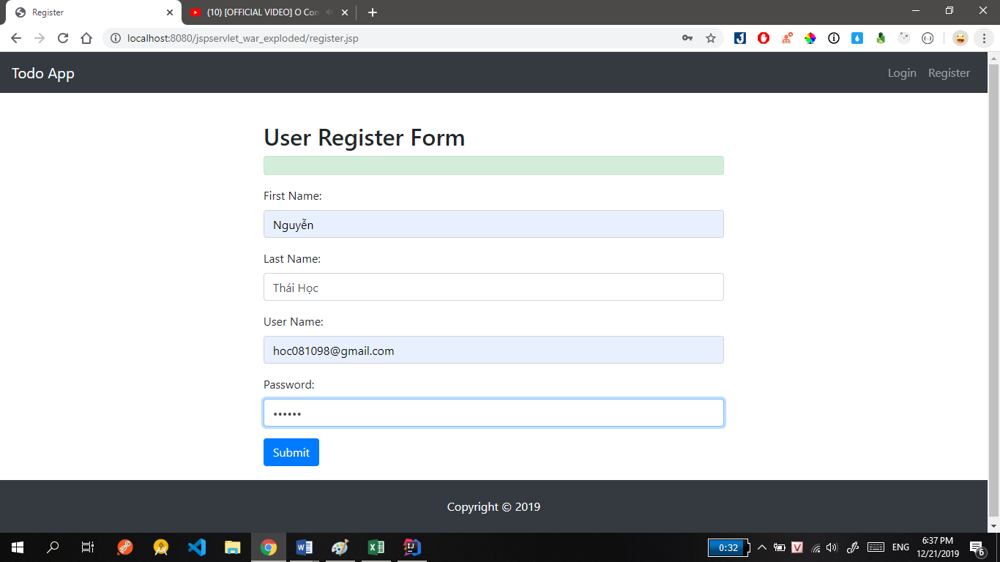 Register
(10) [OFFICIAL VIDEO] O Con
localhost:8080/jspservlet_war_exploded/register.jsp
Todo App
Login Register
User Register Form
First Name:
Nguyễn
Last Name:
Thái Học
User Name:
hoc081098@gmail.com
Password:
••••••
Submit
Copyright © 2019
0:32
V
ENG
6:37 PM
12/21/2019
6